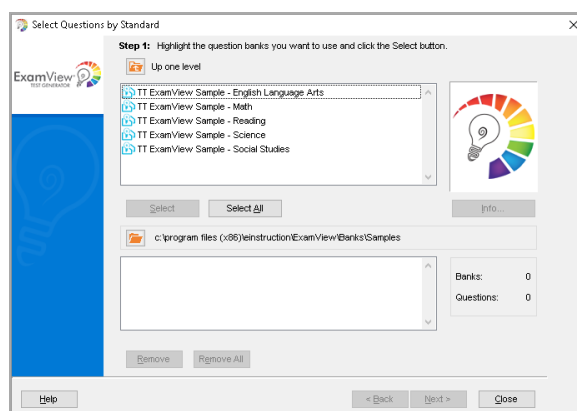 Select Questions by Standard
Step 1: Highlight the question banks you want to use and click the Select button.
Up one level
ExamView
TEST GENERATOR
TT ExamView Sample - English Language Arts
TT ExamView Sample - Math
TT ExamView Sample - Reading
TT ExamView Sample - Science
TT ExamView Sample - Social Studies
Select
Select All
Info...
c:\program files (x86)\einstruction\ExamView\Banks\Samples
Banks: 0
Questions: 0
Remove
Remove All
Help
< Back
Next >
Close